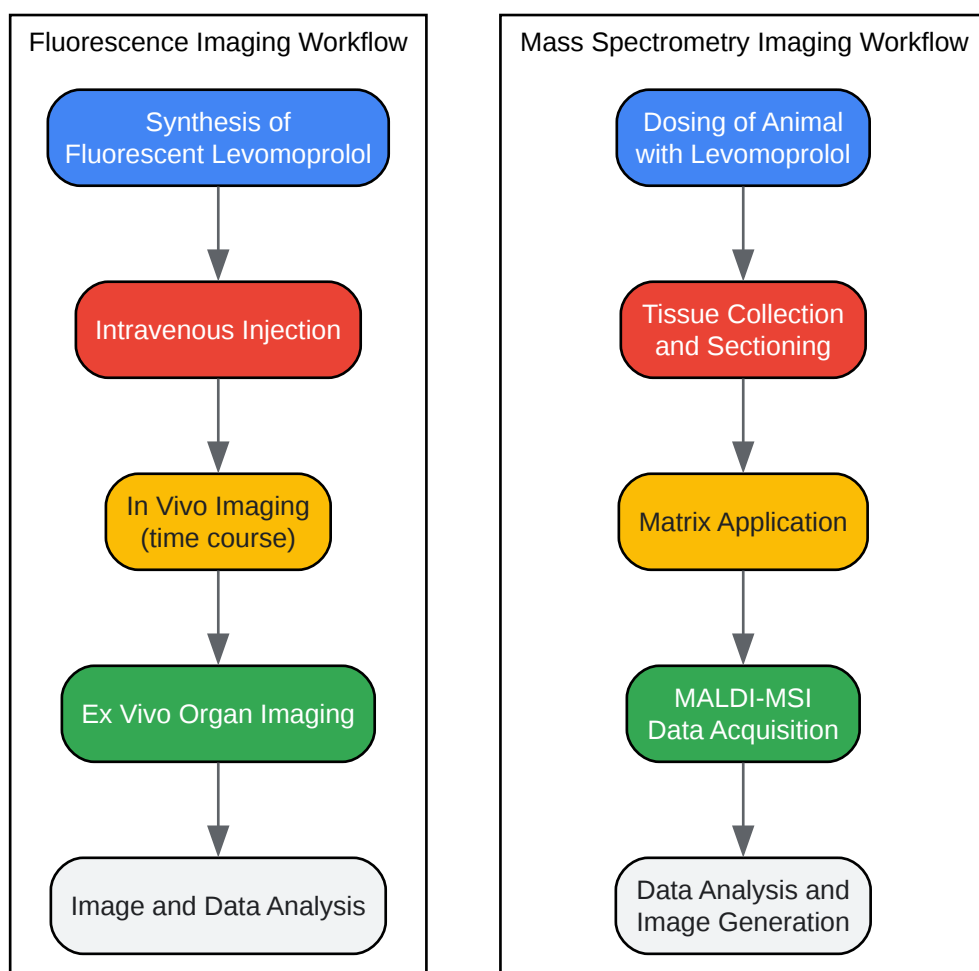 Fluorescence Imaging Workflow
Synthesis of
Fluorescent Levomoprolol
Intravenous Injection
In Vivo Imaging
(time course)
Ex Vivo Organ Imaging
Image and Data Analysis
Mass Spectrometry Imaging Workflow
Dosing of Animal
with Levomoprolol
Tissue Collection
and Sectioning
Matrix Application
MALDI-MSI
Data Acquisition
Data Analysis and
Image Generation